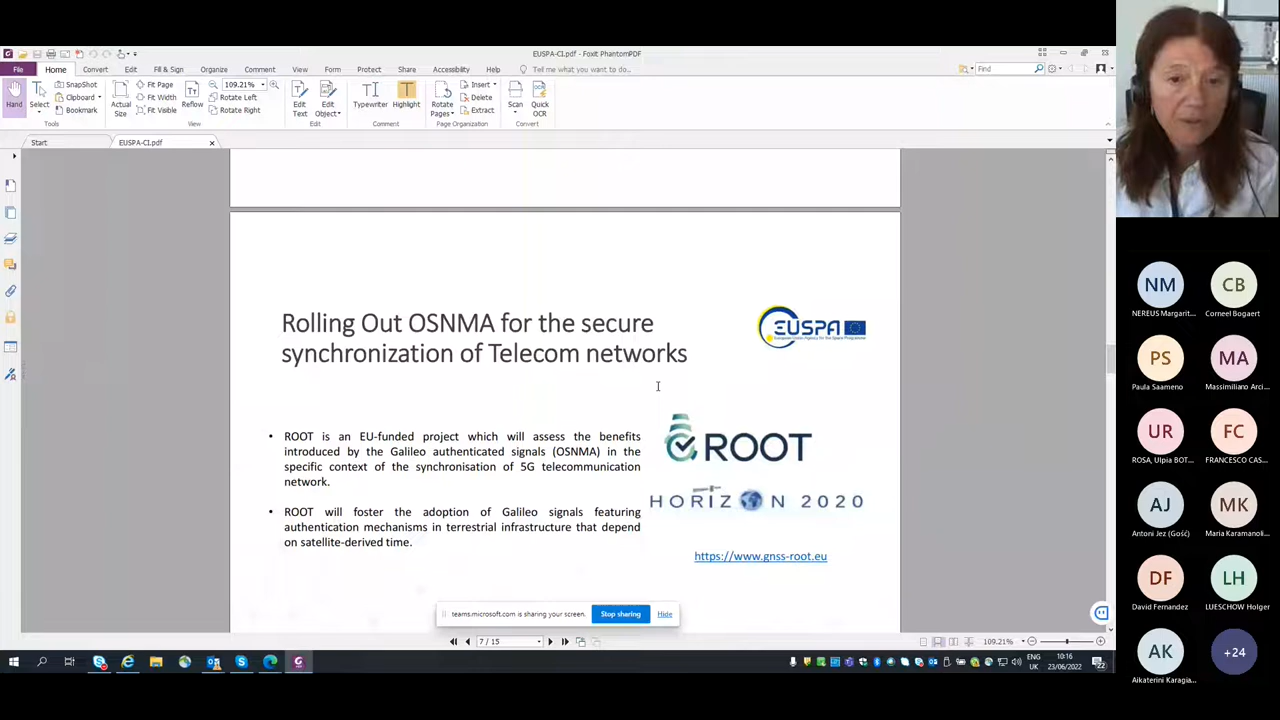 EUSPA-CI.pdf - Foxit PhantomPDF
File Home Convert Edit Fill & Sign Organize Comment View Form Protect Share Accessibility Help Tell me what you want to do... Find
Hand
Select
SnapShot
Clipboard
Bookmark
Tools
Actual Size
Fit Page
Fit Width
Fit Visible
Reflow
109.21%
Rotate Left
Rotate Right
View
Edit Text
Edit Object
Edit
Typewriter
Highlight
Comment
Rotate Pages
Insert
Delete
Extract
Page Organization
Scan
Quick OCR
Convert
Start EUSPA-CI.pdf
Rolling Out OSNMA for the secure
synchronization of Telecom networks
EUSPA
• ROOT is an EU-funded project which will assess the benefits
introduced by the Galileo authenticated signals (OSNMA) in the
specific context of the synchronisation of 5G telecommunication
network.
• ROOT will foster the adoption of Galileo signals featuring
authentication mechanisms in terrestrial infrastructure that depend
on satellite-derived time.
ROOT
HORIZON 2020
https://www.gnss-root.eu
teams.microsoft.com is sharing your screen. Stop sharing Hide
7 / 15
109.21%
ENG
UK
10:16
23/06/2022
22
NM
NEREUS Margarit...
CB
Corneel Bogaert
PS
Paula Saameno
MA
Massimiliano Arci...
UR
ROSA, Ulpia BOT...
FC
FRANCESCO CAS...
AJ
Antoni Jez (Gość)
MK
Maria Karamanoli...
DF
David Fernandez
LH
LUESCHOW Holger
AK
Aikaterini Karagia...
+24